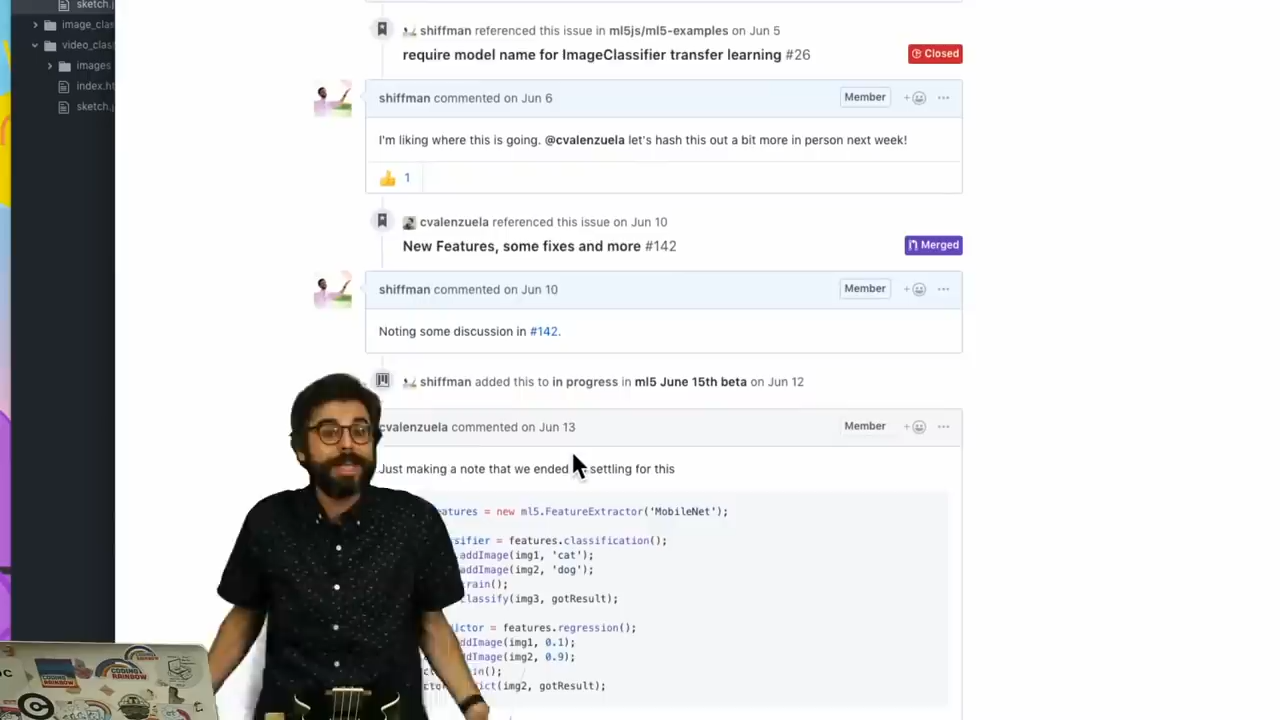 sketch.j
image_clas
video_clas
images
index.ht
sketch.j
shiffman referenced this issue in ml5js/ml5-examples on Jun 5
require model name for ImageClassifier transfer learning #26
Closed
shiffman commented on Jun 6
Member
I'm liking where this is going. @cvalenzuela let's hash this out a bit more in person next week!
👍 1
cvalenzuela referenced this issue on Jun 10
New Features, some fixes and more #142
Merged
shiffman commented on Jun 10
Member
Noting some discussion in #142.
shiffman added this to in progress in ml5 June 15th beta on Jun 12
cvalenzuela commented on Jun 13
Member
Just making a note that we ended settling for this
eatures = new ml5.FeatureExtractor('MobileNet');
sifier = features.classification();
addImage(img1, 'cat');
addImage(img2, 'dog');
rain();
classify(img3, gotResult);
ictor = features.regression();
ddImage(img1, 0.1);
ddImage(img2, 0.9);
in();
dict(img2, gotResult);
CODING RAINBOW
CODING RAINBOW